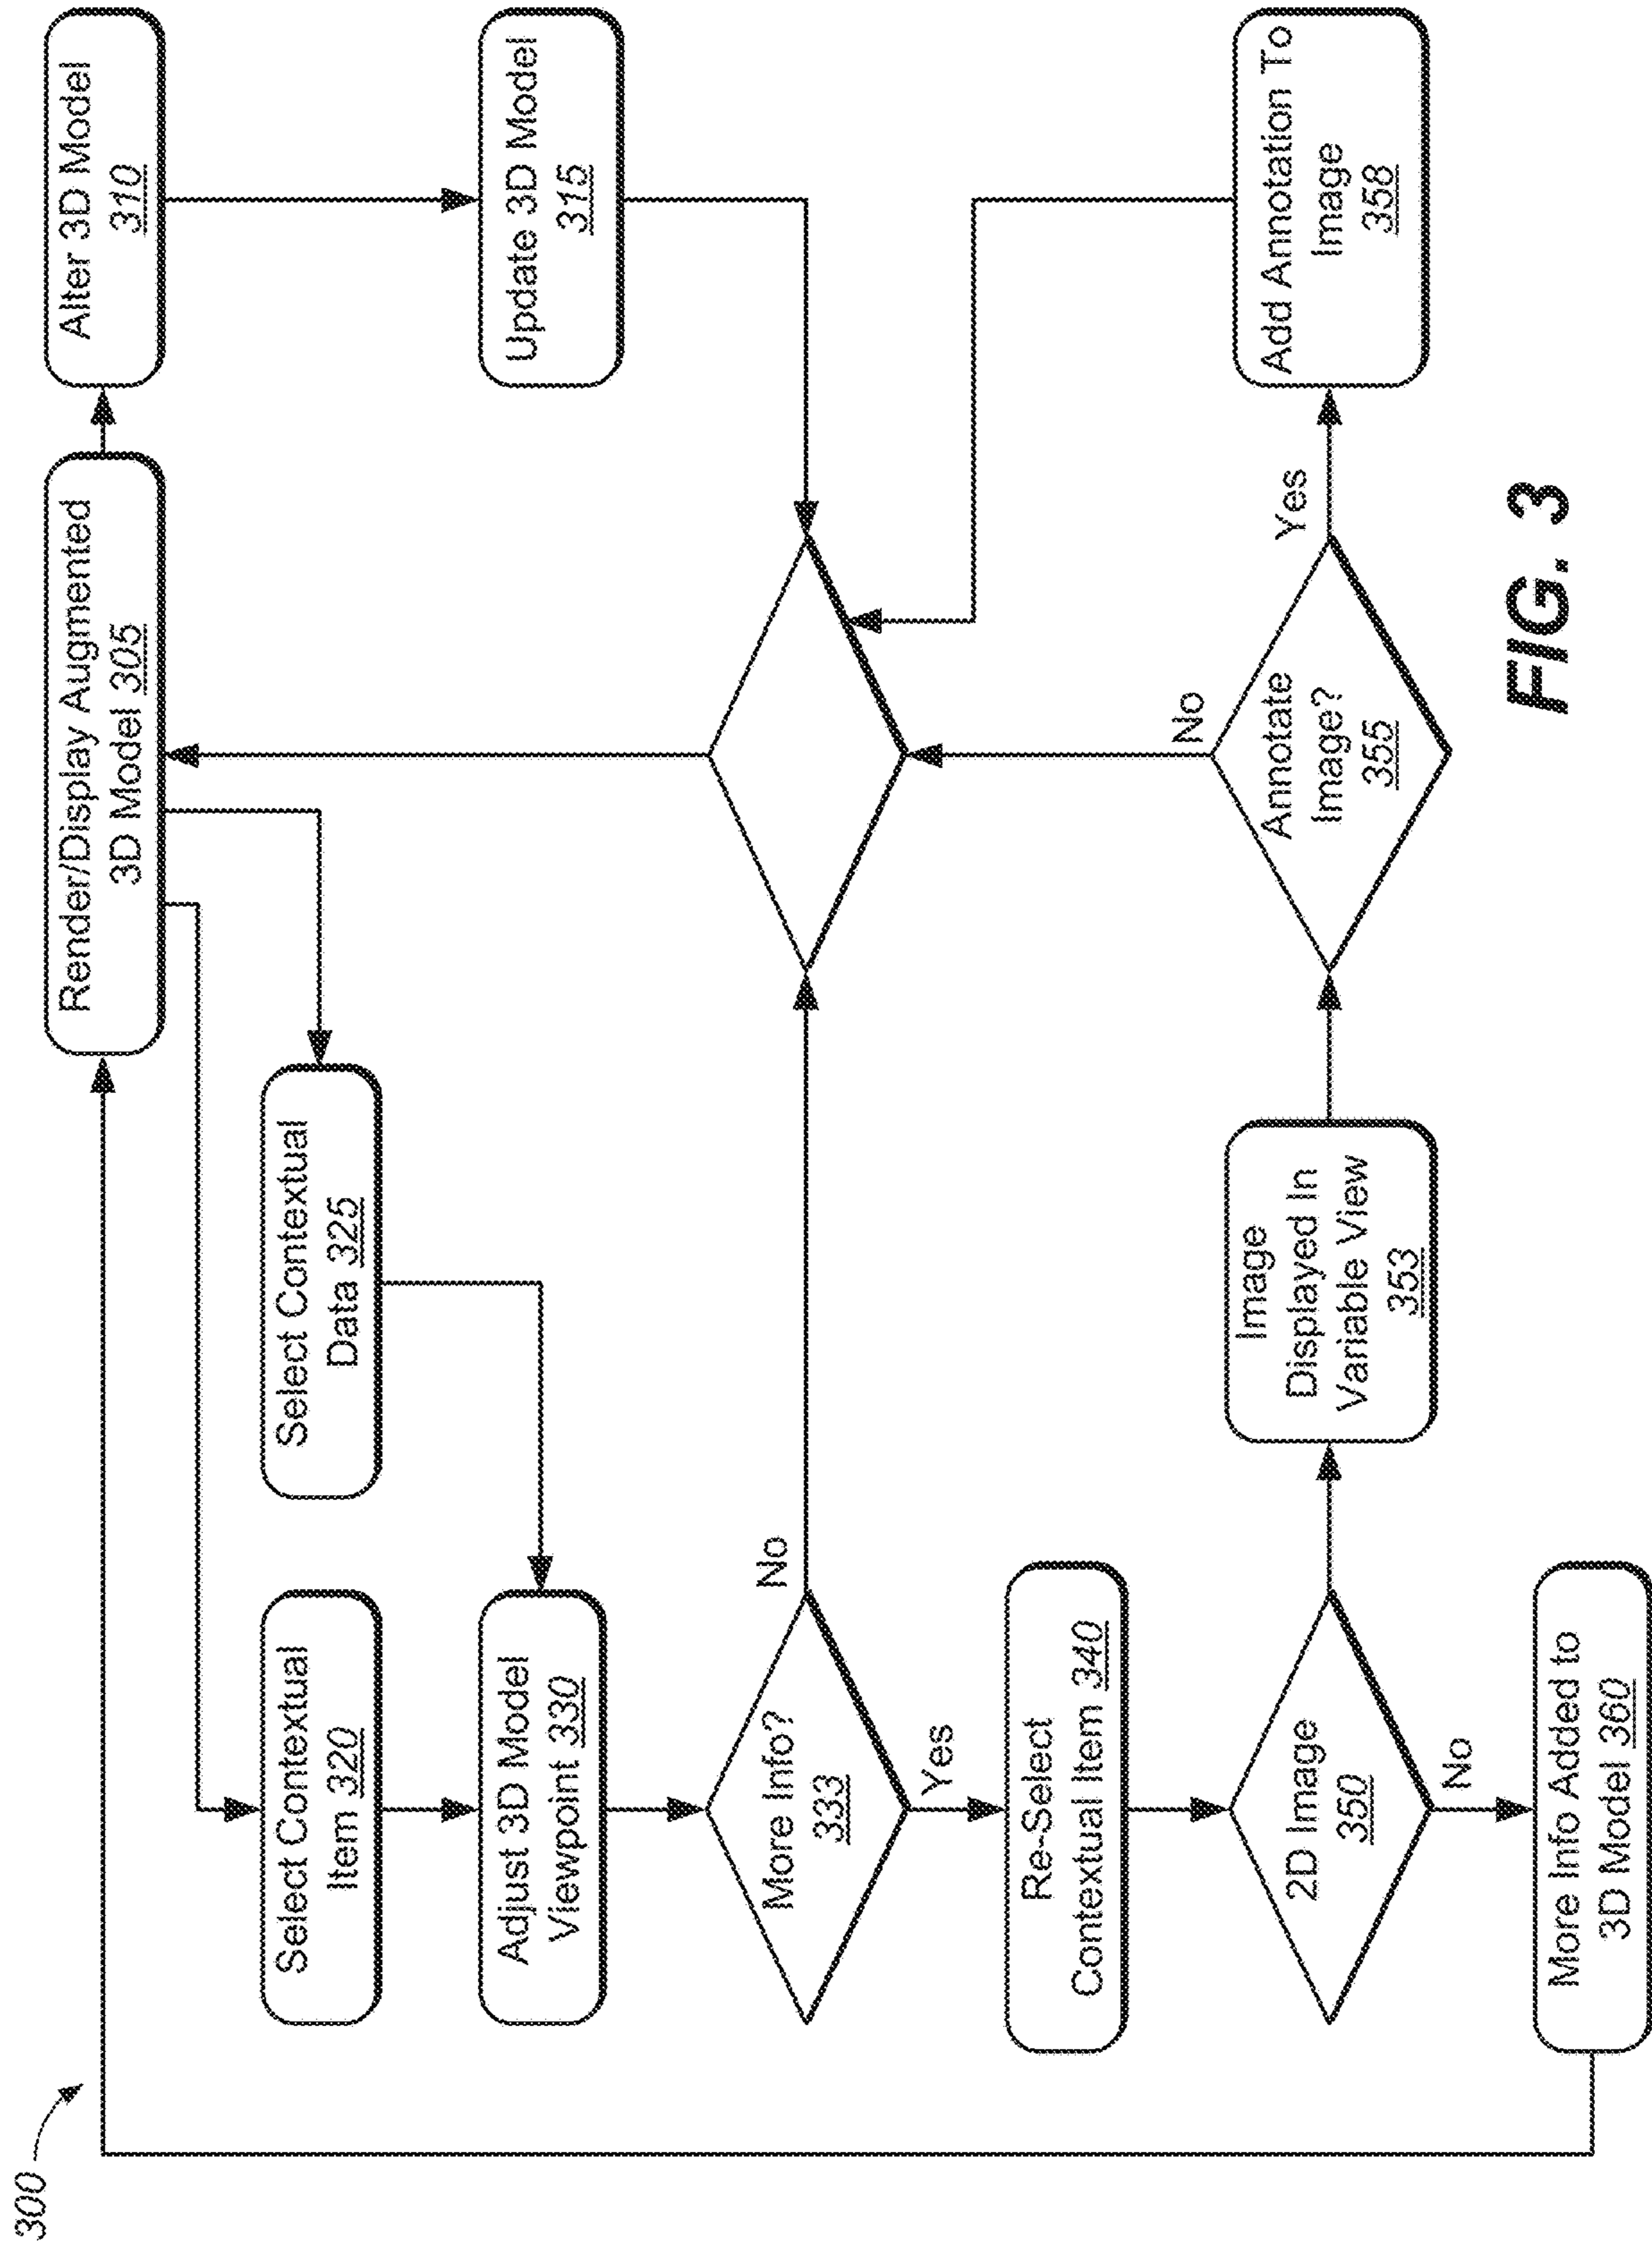 300
Render/Display Augmented
3D Model 305
Alter 3D Model
310
Select Contextual
Item 320
Select Contextual
Data 325
Update 3D Model
315
Adjust 3D Model
Viewpoint 330
More Info?
333
No
Yes
Re-Select
Contextual Item 340
2D Image
350
No
Image
Displayed In
Variable View
353
Annotate
Image?
355
No
Yes
Add Annotation To
Image
358
More Info Added to
3D Model 360
FIG. 3